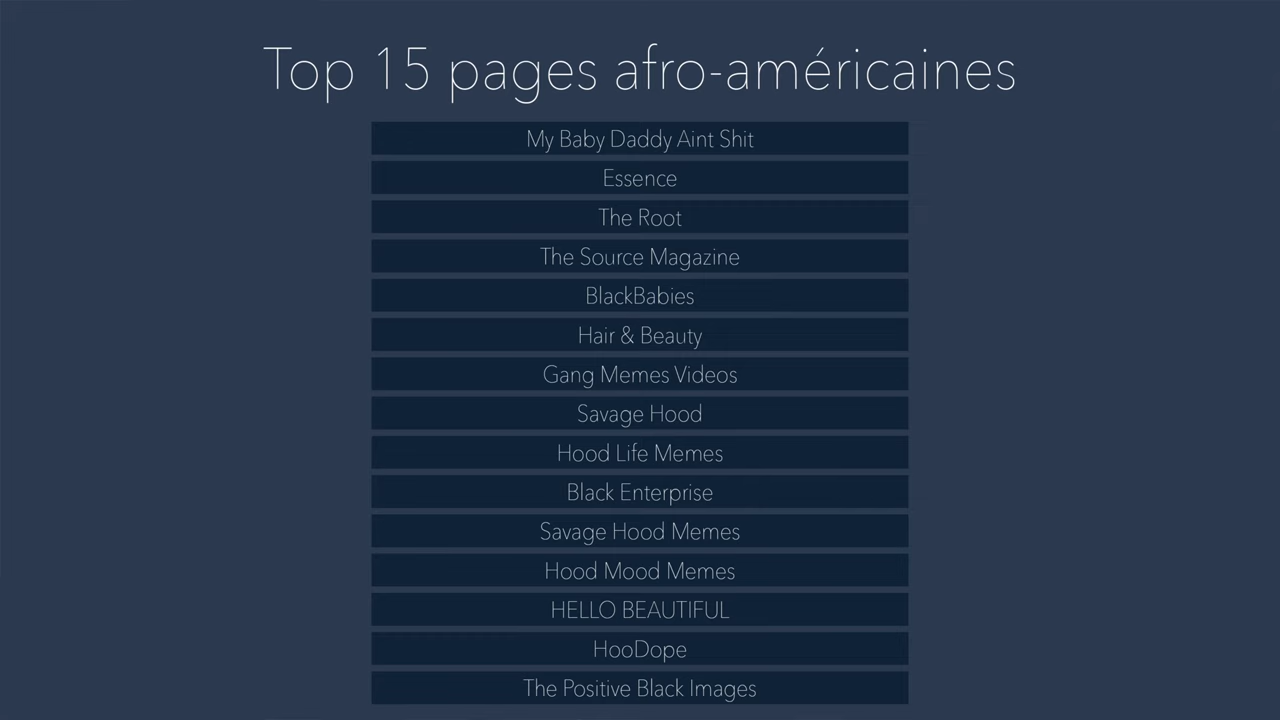 Top 15 pages afro-américaines
My Baby Daddy Aint Shit
Essence
The Root
The Source Magazine
BlackBabies
Hair & Beauty
Gang Memes Videos
Savage Hood
Hood Life Memes
Black Enterprise
Savage Hood Memes
Hood Mood Memes
HELLO BEAUTIFUL
HooDope
The Positive Black Images